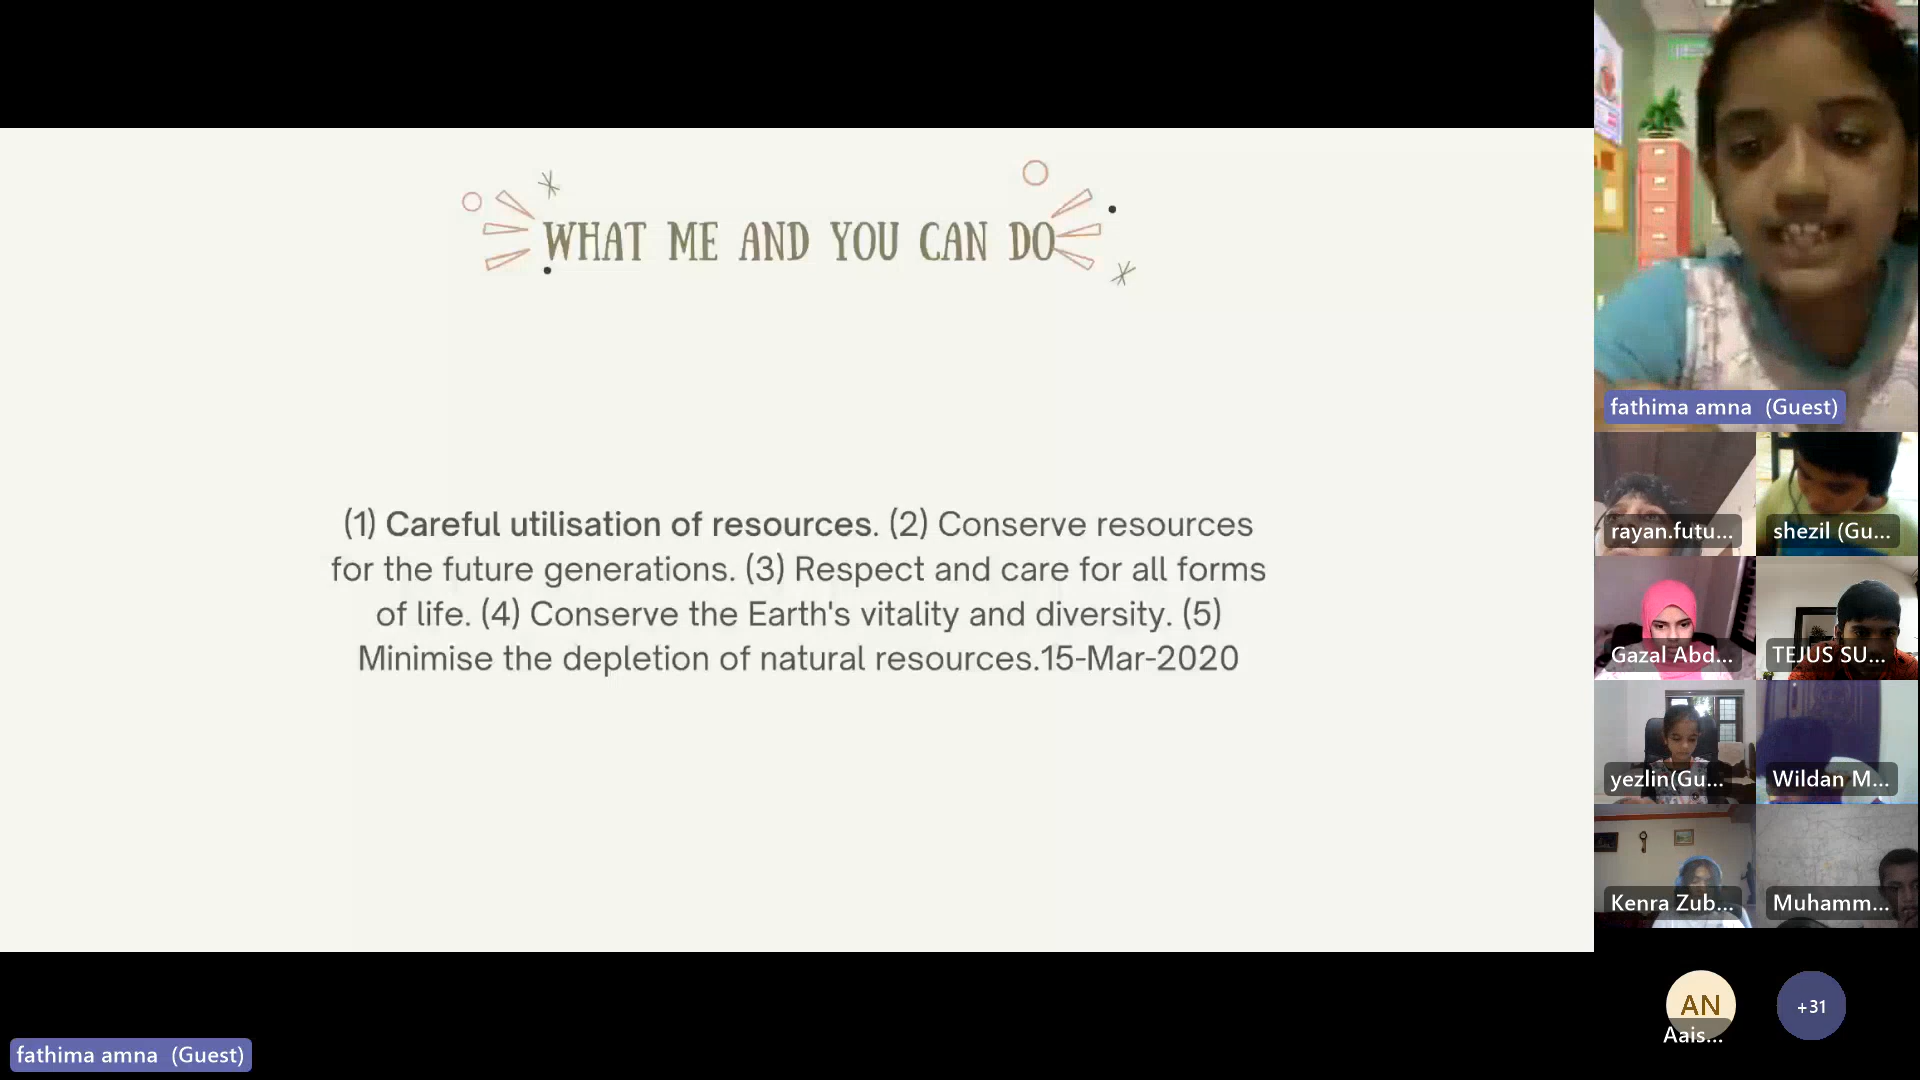 WHAT ME AND YOU CAN DO
(1) Careful utilisation of resources. (2) Conserve resources
for the future generations. (3) Respect and care for all forms
of life. (4) Conserve the Earth's vitality and diversity. (5)
Minimise the depletion of natural resources.15-Mar-2020
fathima amna (Guest)
rayan.futu...
shezil (Gu...
Gazal Abd...
TEJUS SU...
yezlin(Gu...
Wildan M...
Kenra Zub...
Muhamm...
AN
Aais...
+31
fathima amna (Guest)